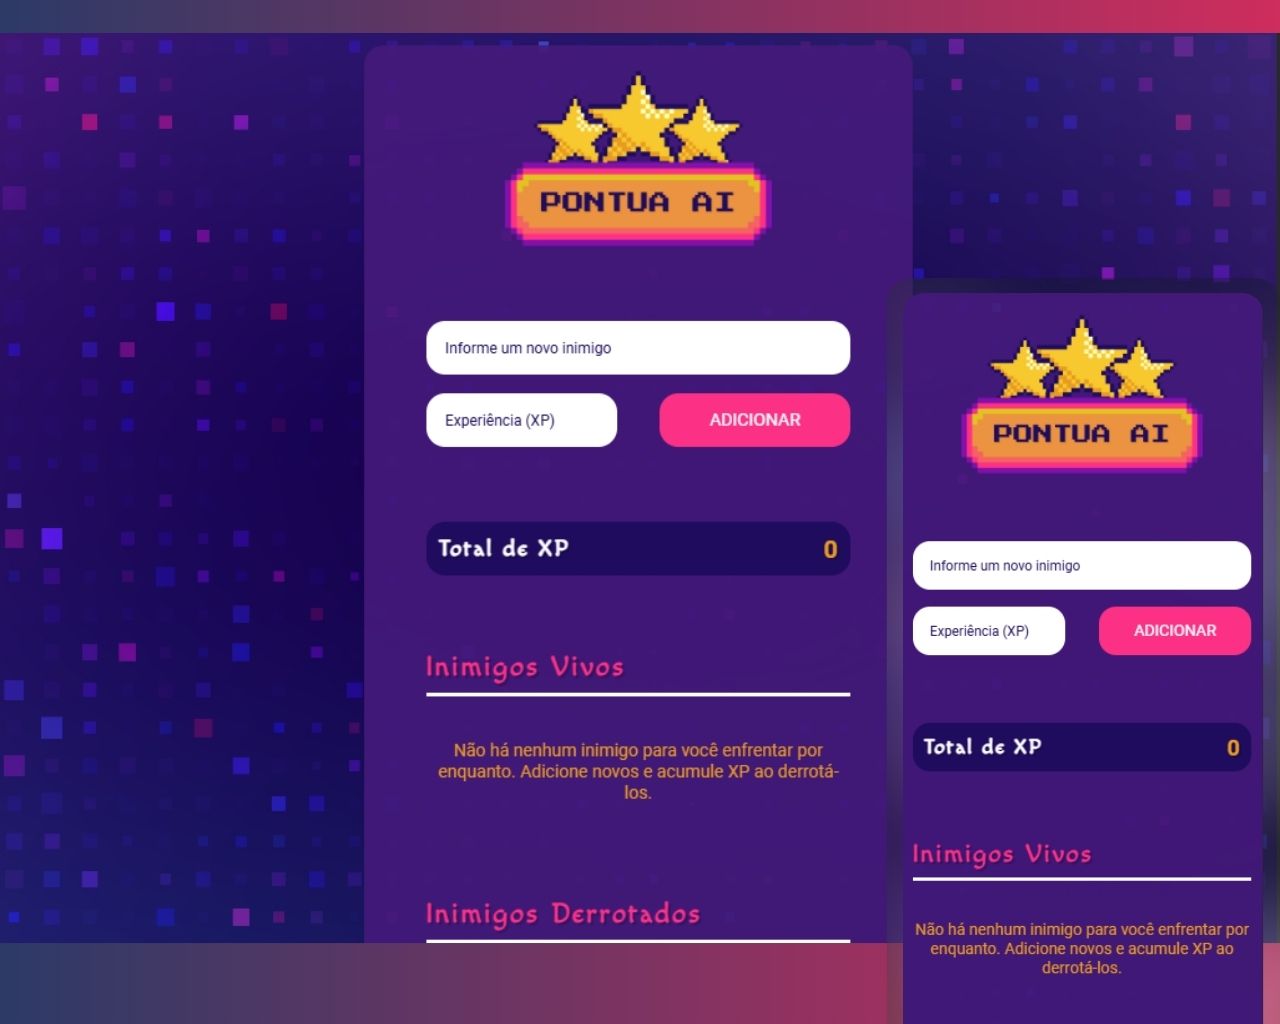 PONTUA AI
Informe um novo inimigo
Experiência (XP)
ADICIONAR
Total de XP
0
Inimigos Vivos
Não há nenhum inimigo para você enfrentar por
enquanto. Adicione novos e acumule XP ao derrotá-
los.
Inimigos Derrotados
PONTUA AI
Informe um novo inimigo
Experiência (XP)
ADICIONAR
Total de XP
0
Inimigos Vivos
Não há nenhum inimigo para você enfrentar por
enquanto. Adicione novos e acumule XP ao
derrotá-los.